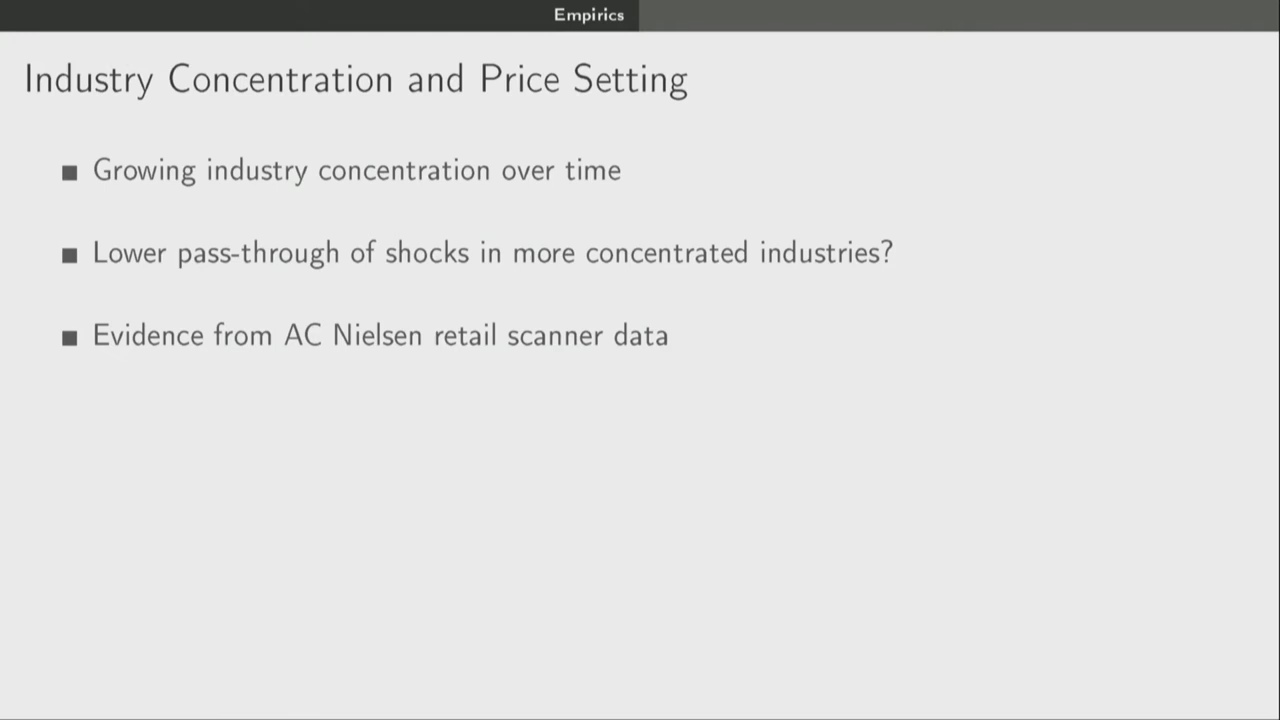 Empirics
Industry Concentration and Price Setting
Growing industry concentration over time
Lower pass-through of shocks in more concentrated industries?
Evidence from AC Nielsen retail scanner data